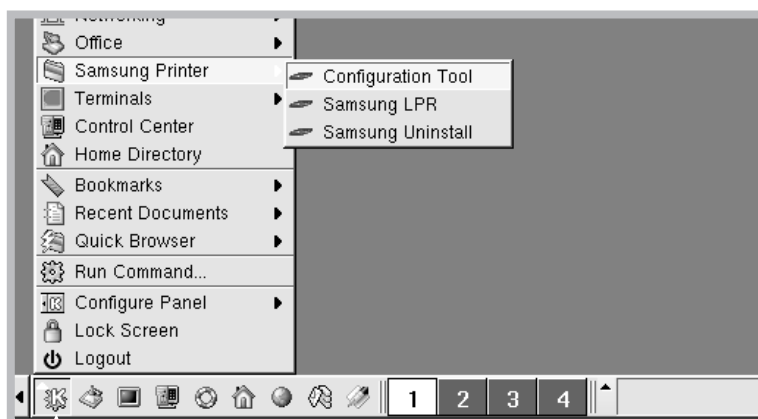 Networking
Office
Samsung Printer
Configuration Tool
Terminals
Samsung LPR
Control Center
Samsung Uninstall
Home Directory
Bookmarks
Recent Documents
Quick Browser
Run Command...
Configure Panel
Lock Screen
Logout
1 2 3 4